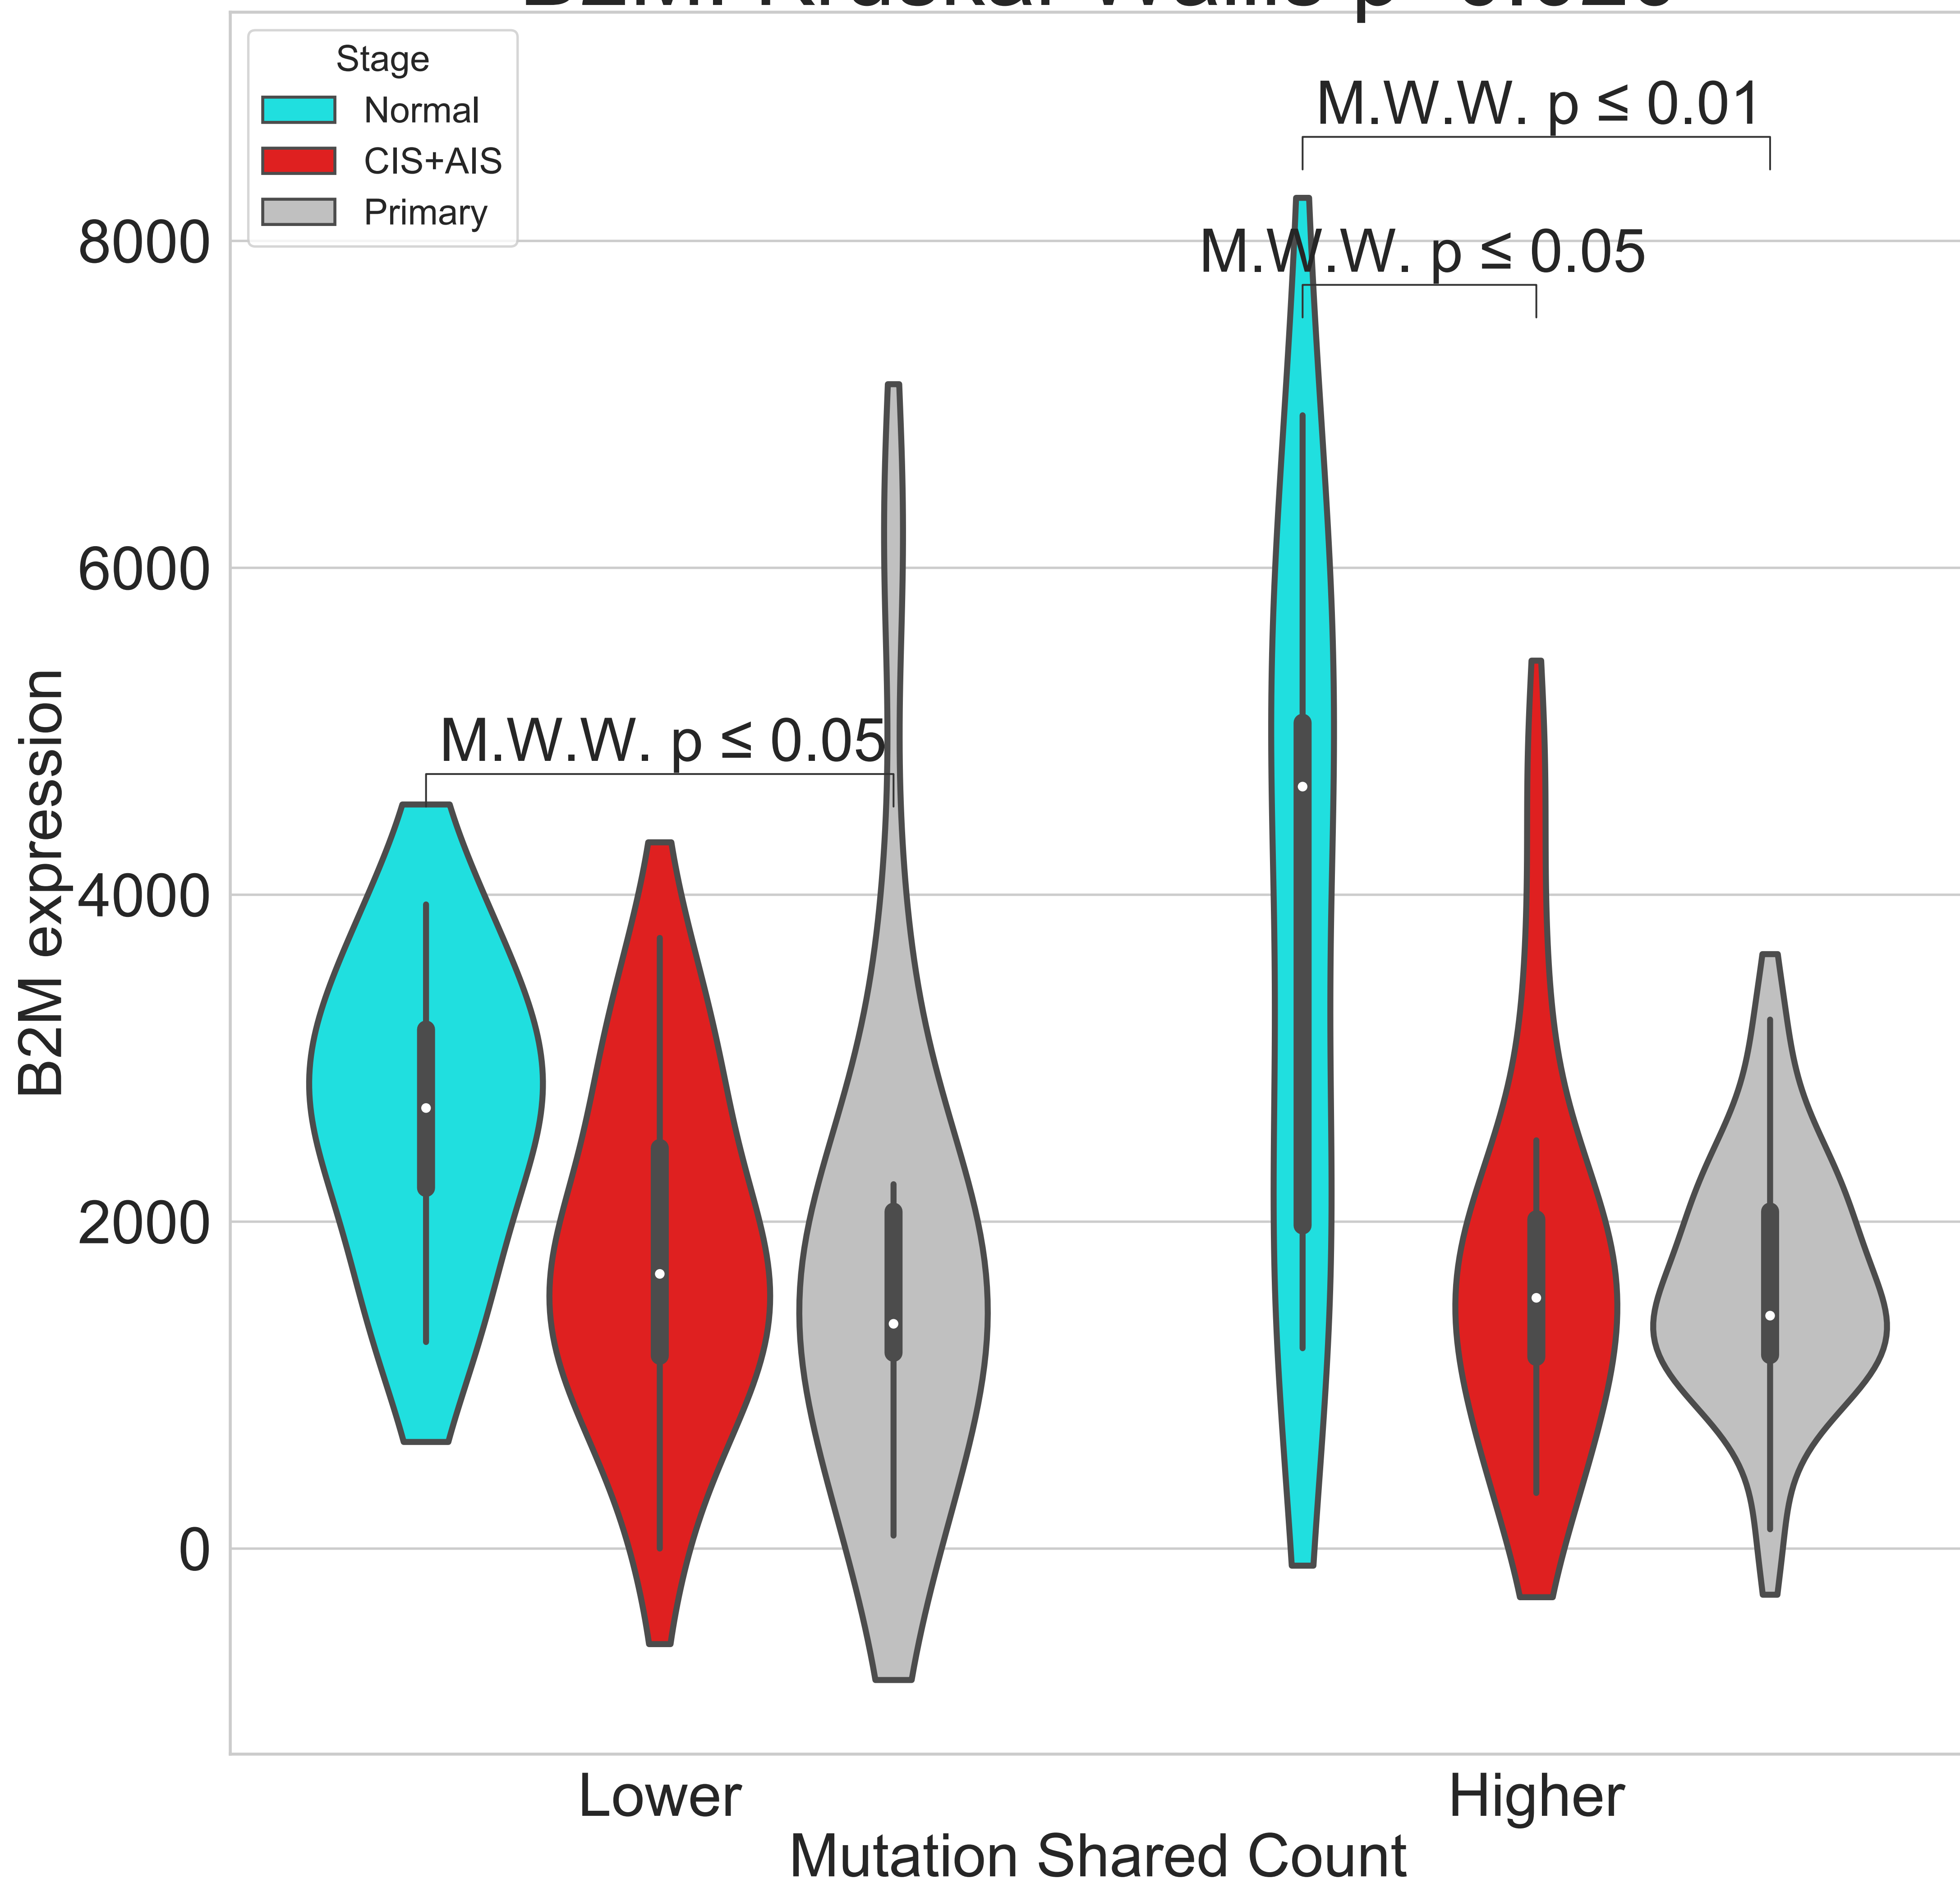 Stage
Normal
CIS+AIS
Primary
M.W.W. p ≤ 0.01
M.W.W. p ≤ 0.05
M.W.W. p ≤ 0.05
8000
6000
4000
2000
0
B2M expression
Lower
Higher
Mutation Shared Count